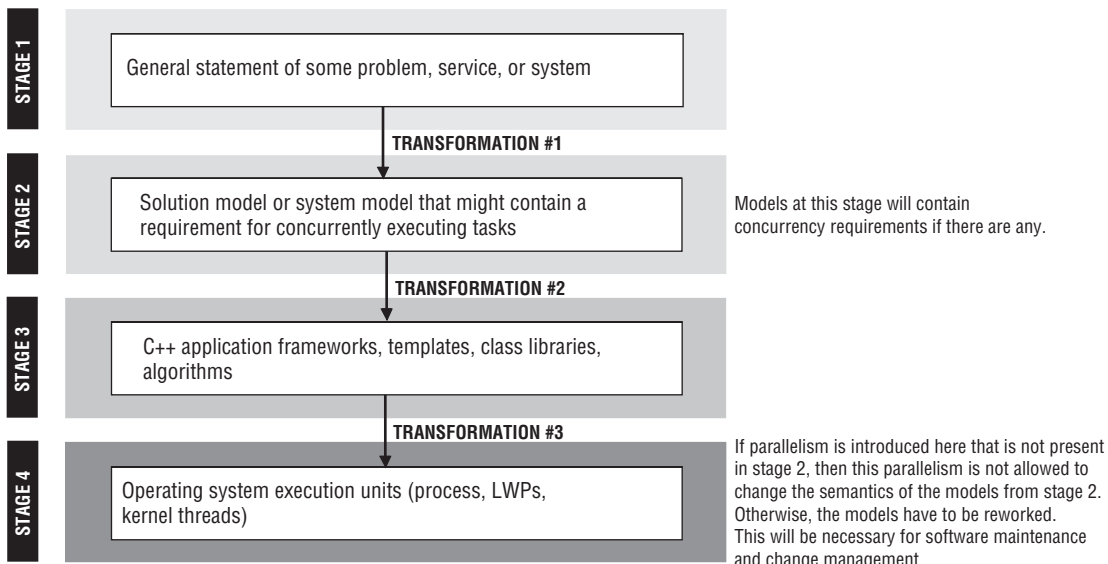 STAGE 1
General statement of some problem, service, or system
TRANSFORMATION #1
STAGE 2
Solution model or system model that might contain a
requirement for concurrently executing tasks
Models at this stage will contain
concurrency requirements if there are any.
TRANSFORMATION #2
STAGE 3
C++ application frameworks, templates, class libraries,
algorithms
TRANSFORMATION #3
STAGE 4
Operating system execution units (process, LWPs,
kernel threads)
If parallelism is introduced here that is not present
in stage 2, then this parallelism is not allowed to
change the semantics of the models from stage 2.
Otherwise, the models have to be reworked.
This will be necessary for software maintenance
and change management